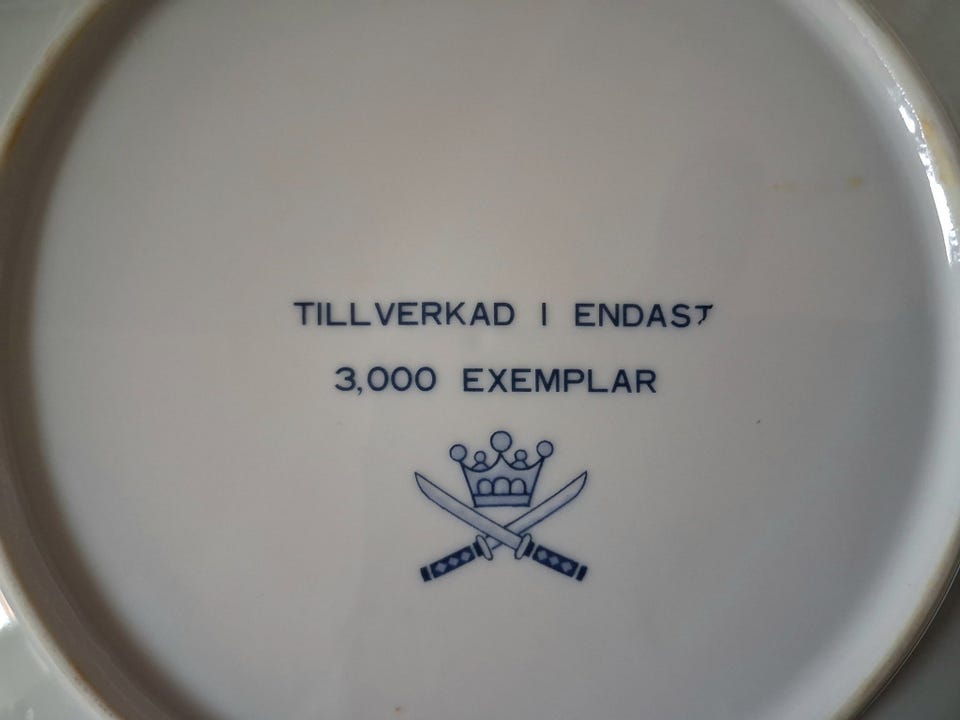 TILLVERKAD I ENDAST
3,000 EXEMPLAR